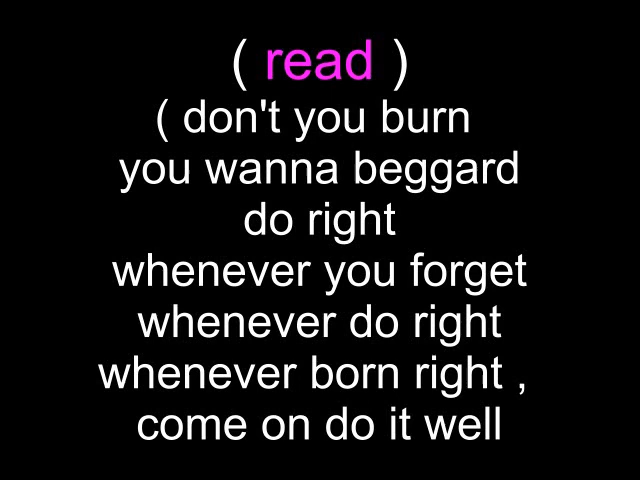 ( read )
( don't you burn
you wanna beggard
do right
whenever you forget
whenever do right
whenever born right ,
come on do it well